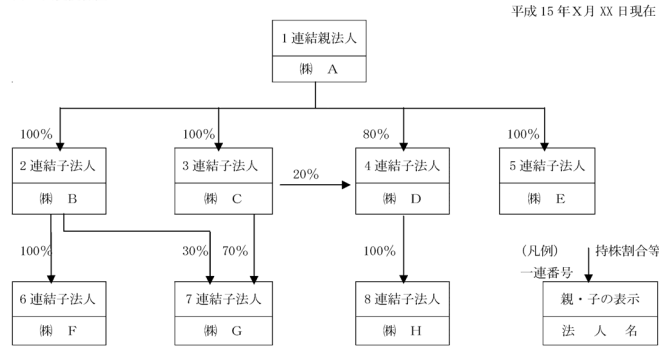 平成15年X月XX日現在
1連結親法人
㈱ A
100%
100%
80%
100%
2連結子法人
㈱ B
3連結子法人
㈱ C
20%
4連結子法人
㈱ D
5連結子法人
㈱ E
100%
30%
70%
100%
(凡例)
持株割合等
一連番号
6連結子法人
㈱ F
7連結子法人
㈱ G
8連結子法人
㈱ H
親・子の表示
法 人 名